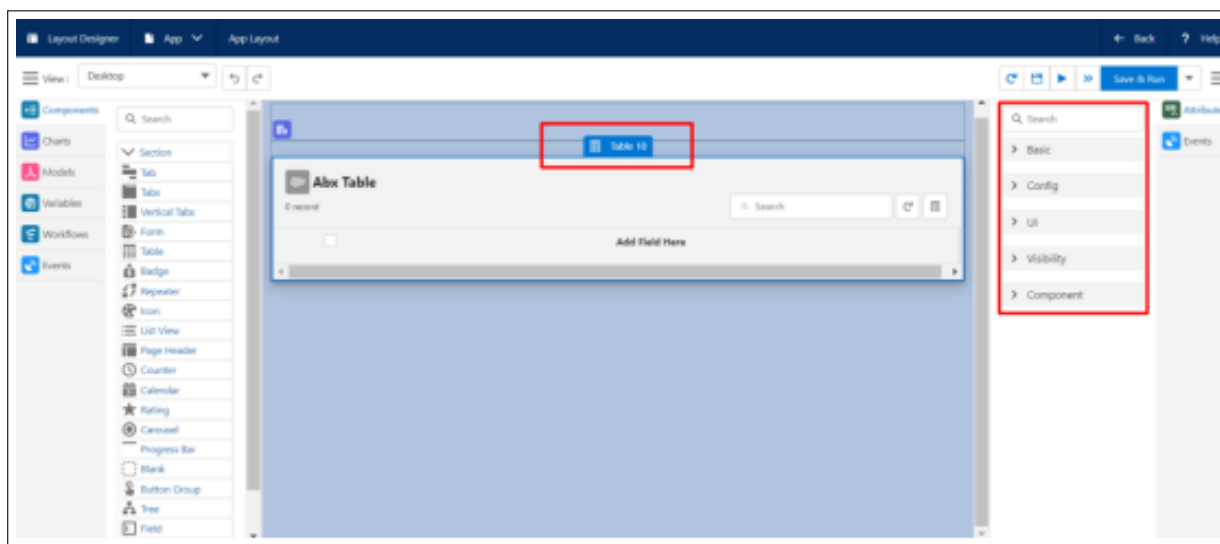 Layout Designer App App Layout Back ? Help
View : Desktop Save & Run
Components
Charts
Models
Variables
Workflows
Events
Search
Section
Tab
Tabs
Vertical Tabs
Form
Table
Badge
Repeater
Icon
List View
Page Header
Counter
Calendar
Rating
Carousel
Progress Bar
Blank
Button Group
Tree
Field
Table 10
Abx Table
0 record
Search
Add Field Here
Search
Basic
Config
UI
Visibility
Component
Attribute
Events